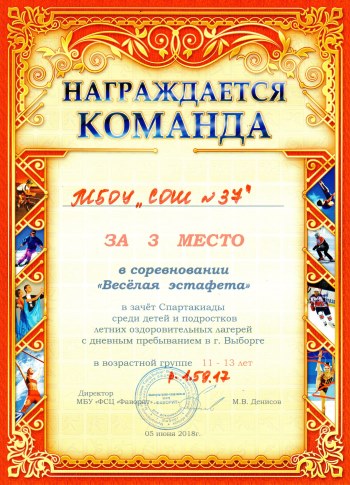 НАГРАЖДАЕТСЯ
КОМАНДА
МБОУ „СОШ №37"
ЗА 3 МЕСТО
в соревновании
«Весёлая эстафета»
в зачёт Спартакиады
среди детей и подростков
летних оздоровительных лагерей
с дневным пребыванием в г. Выборге
в возрастной группе 11 - 13 лет
р. 1.59.17
Директор
МБУ «ФСЦ «Фаворит» М.В. Денисов
05 июня 2018г.